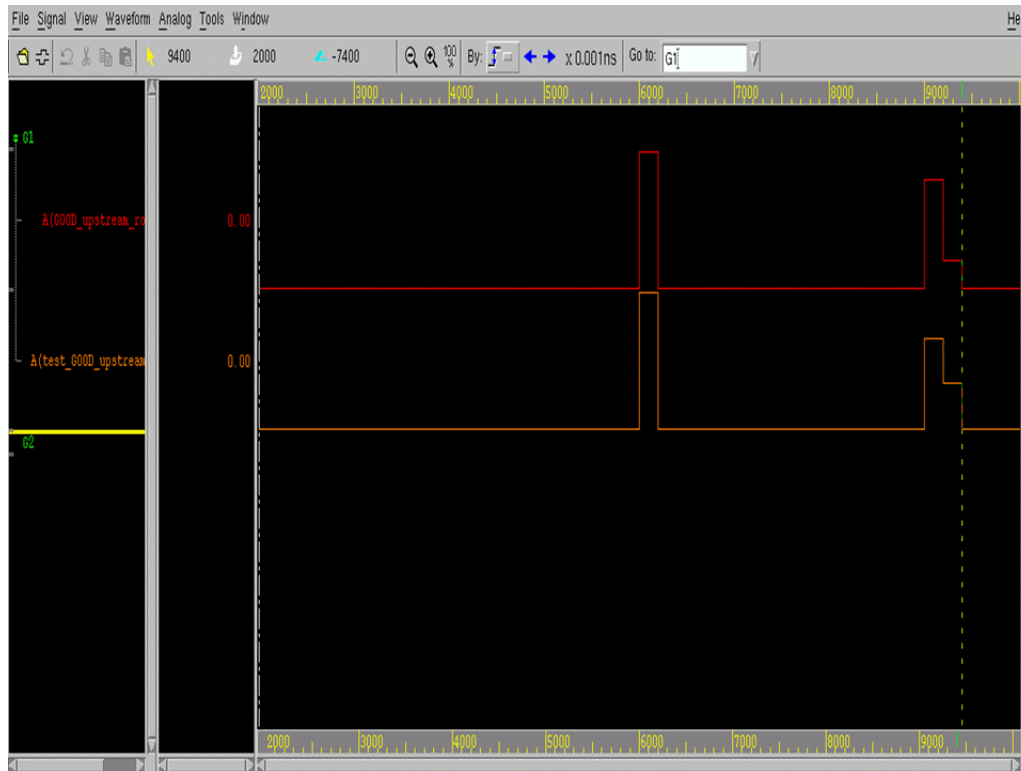 File Signal View Waveform Analog Tools Window He
9400 2000 -7400 100 % By: x 0.001ns Go to: G1
2000 3000 4000 5000 6000 7000 8000 9000
G1
A(GOOD_upstream_ro 0.00
A(test_GOOD_upstream 0.00
G2
2000 3000 4000 5000 6000 7000 8000 9000